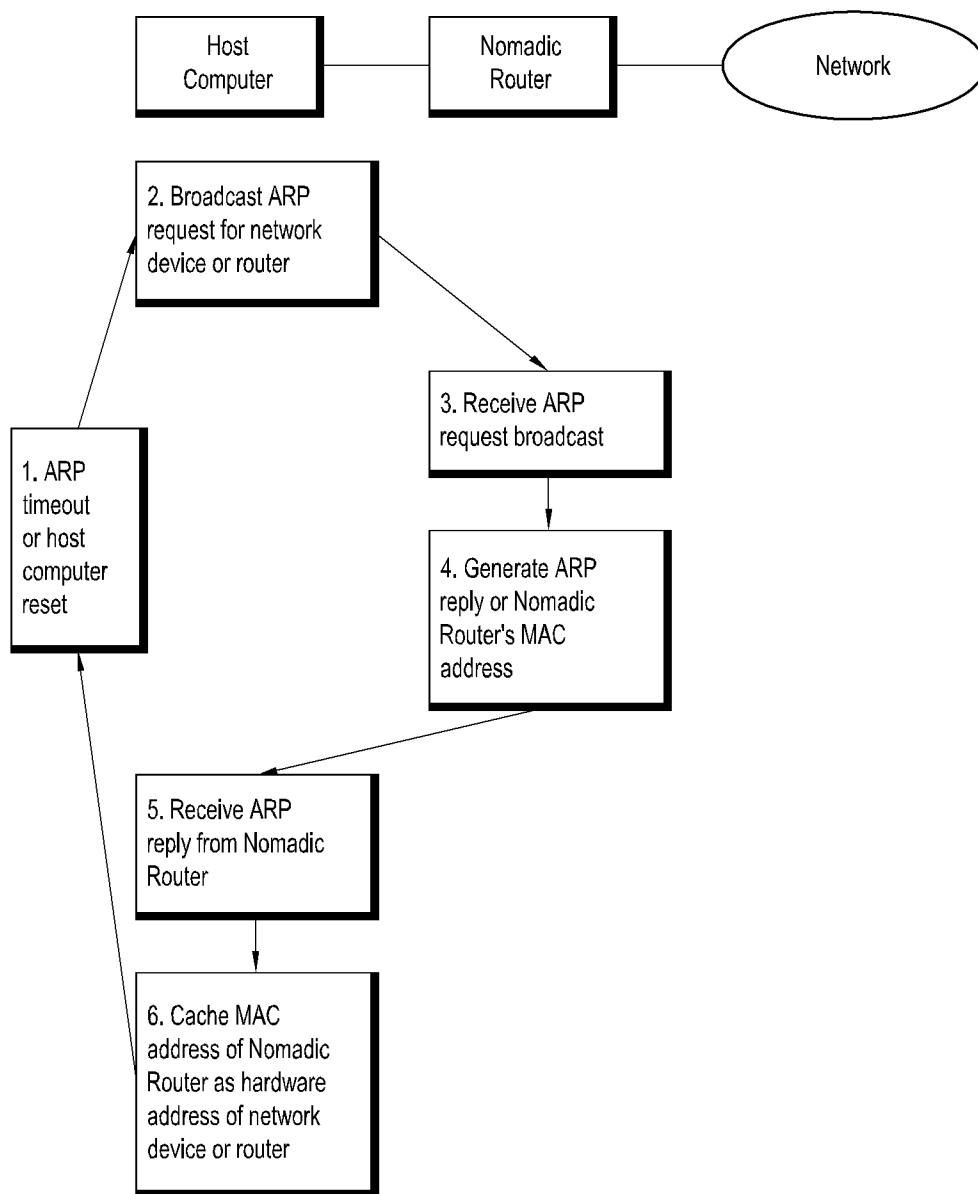 Host
Computer
Nomadic
Router
Network
2. Broadcast ARP
request for network
device or router
3. Receive ARP
request broadcast
1. ARP
timeout
or host
computer
reset
4. Generate ARP
reply or Nomadic
Router's MAC
address
5. Receive ARP
reply from Nomadic
Router
6. Cache MAC
address of Nomadic
Router as hardware
address of network
device or router